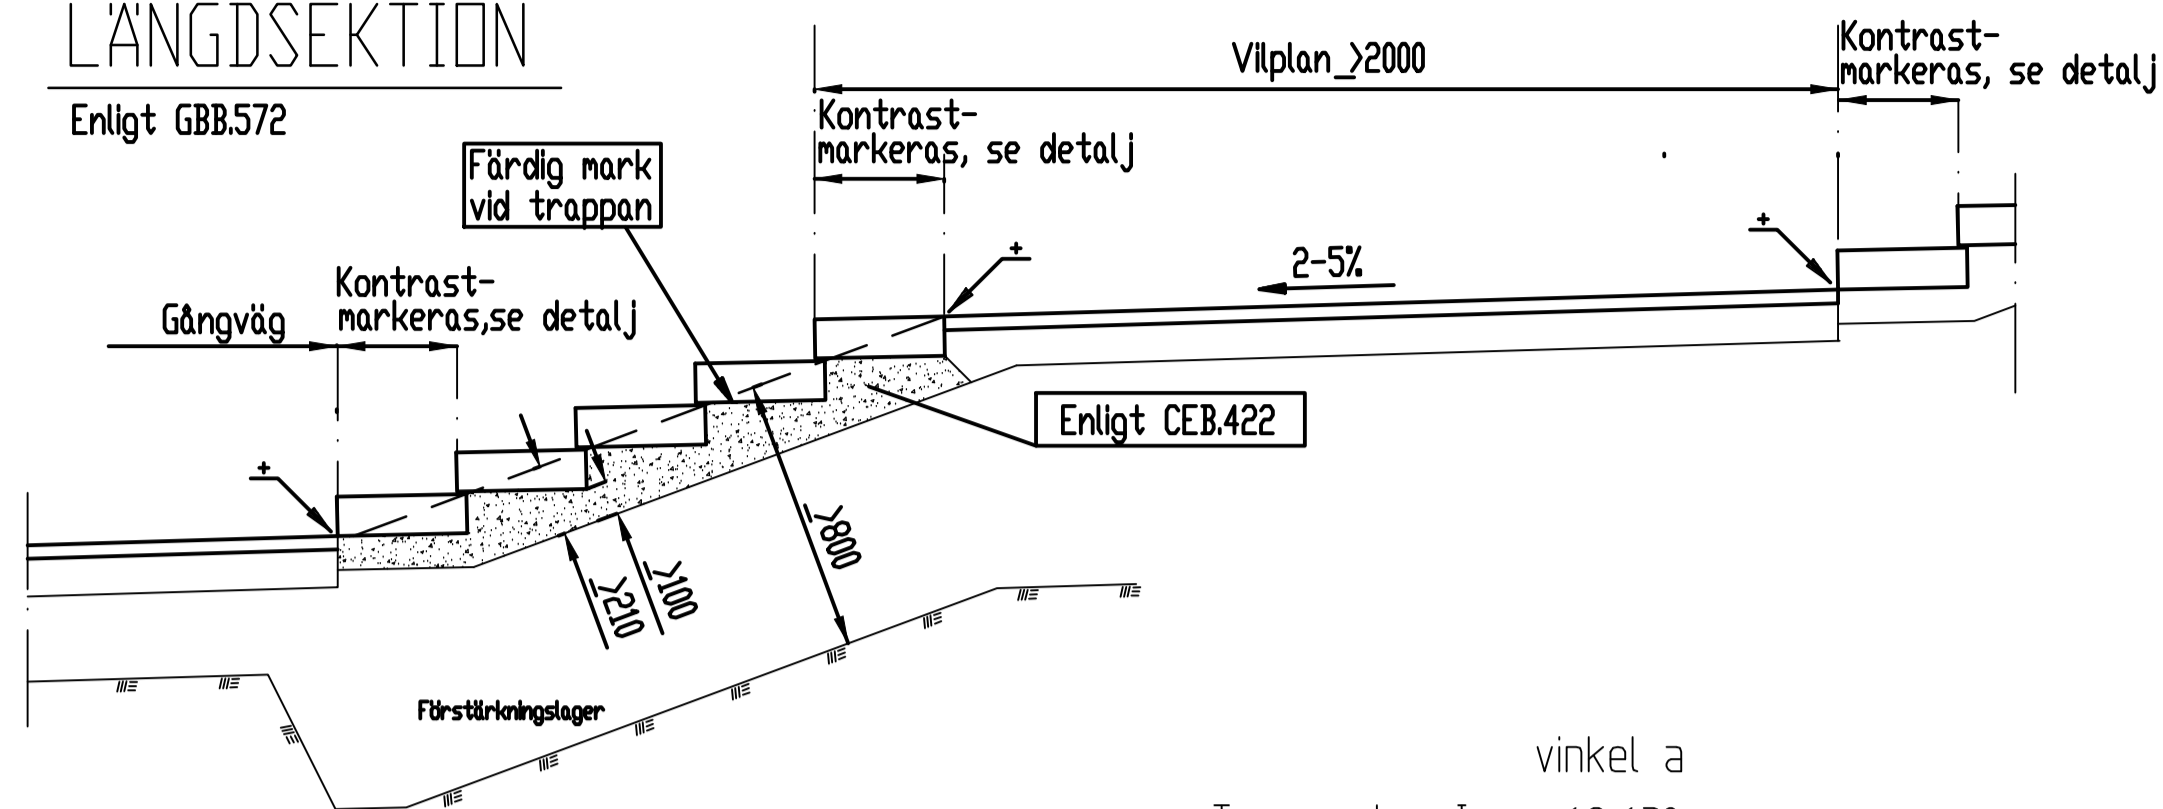 LÄNGDSEKTION
Enligt GBB.572
Vilplan_>2000
Kontrast-
markeras, se detalj
Kontrast-
markeras, se detalj
Färdig mark
vid trappan
+
+
2-5%
Kontrast-
markeras,se detalj
Gångväg
Enligt CEB.422
+
≥800
≥100
≥210
Förstärkningslager
vinkel a